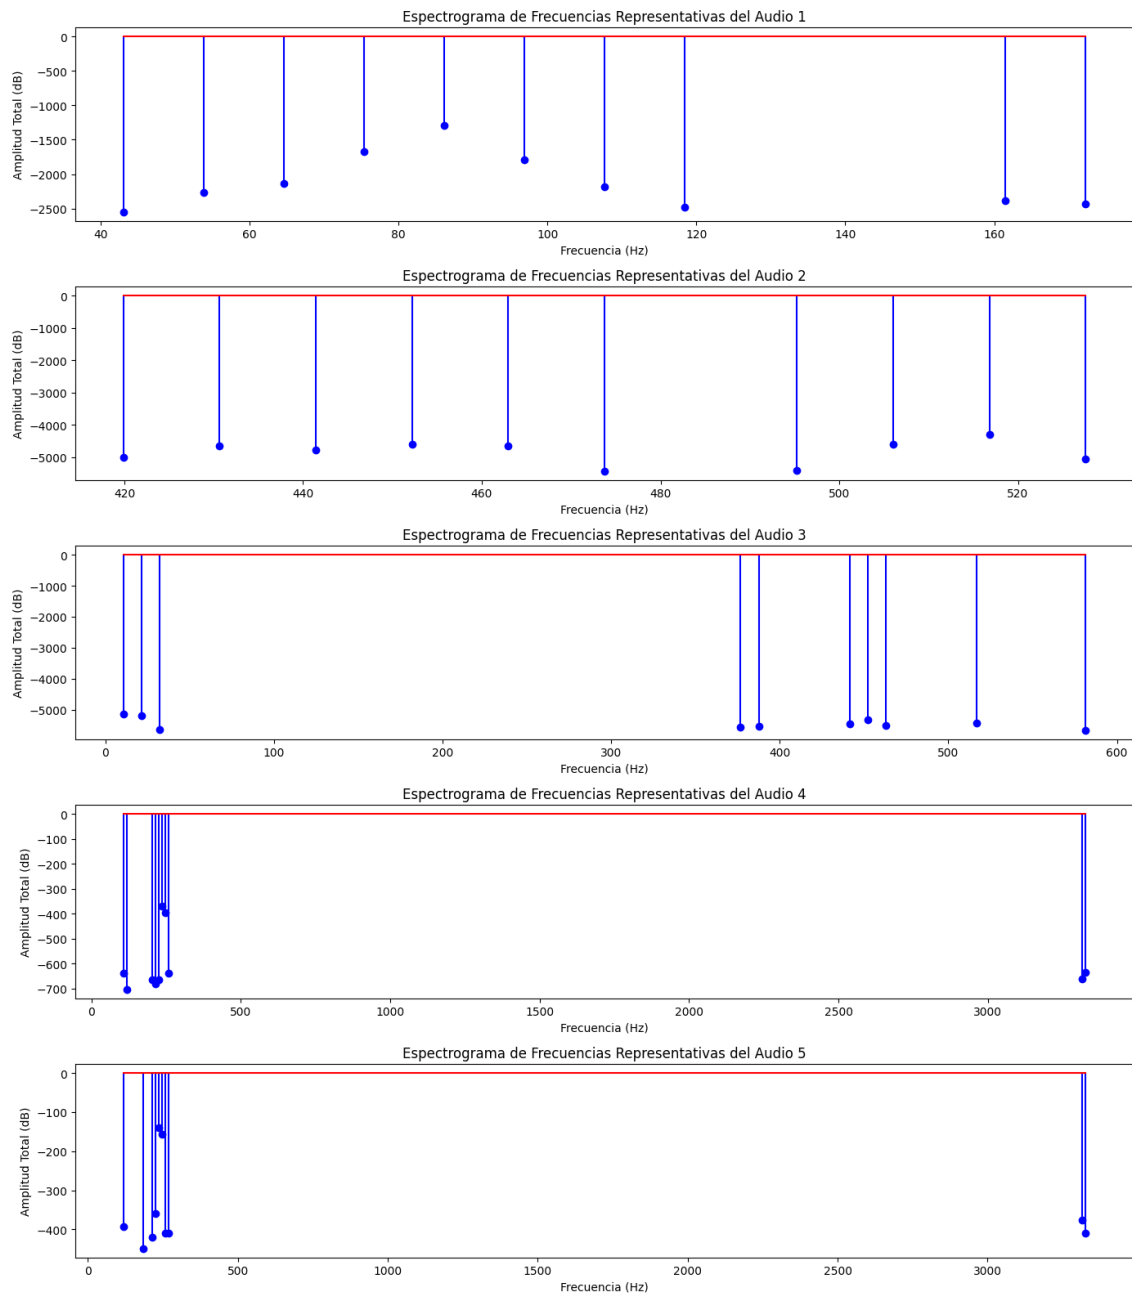 Espectrograma de Frecuencias Representativas del Audio 1
Amplitud Total (dB)
0
−500
−1000
−1500
−2000
−2500
40 60 80 100 120 140 160
Frecuencia (Hz)
Espectrograma de Frecuencias Representativas del Audio 2
Amplitud Total (dB)
0
−1000
−2000
−3000
−4000
−5000
420 440 460 480 500 520
Frecuencia (Hz)
Espectrograma de Frecuencias Representativas del Audio 3
Amplitud Total (dB)
0
−1000
−2000
−3000
−4000
−5000
0 100 200 300 400 500 600
Frecuencia (Hz)
Espectrograma de Frecuencias Representativas del Audio 4
Amplitud Total (dB)
0
−100
−200
−300
−400
−500
−600
−700
0 500 1000 1500 2000 2500 3000
Frecuencia (Hz)
Espectrograma de Frecuencias Representativas del Audio 5
Amplitud Total (dB)
0
−100
−200
−300
−400
0 500 1000 1500 2000 2500 3000
Frecuencia (Hz)